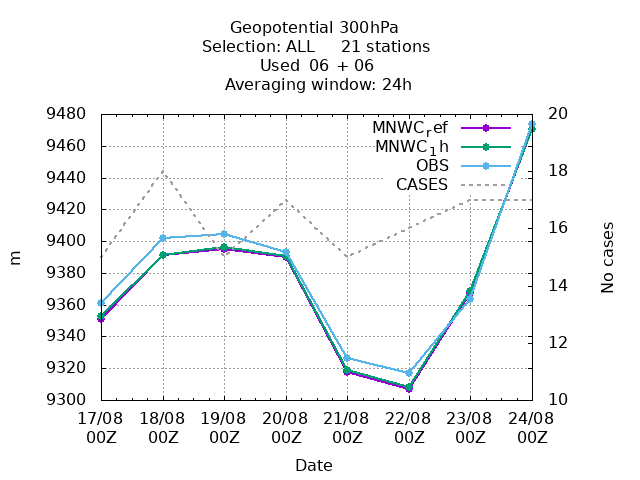 Geopotential 300hPa
Selection: ALL     21 stations
Used  06 + 06
Averaging window: 24h
9480
9460
9440
9420
9400
9380
9360
9340
9320
9300
m
20
18
16
14
12
10
No cases
MNWCref
MNWC1h
OBS
CASES
17/08 18/08 19/08 20/08 21/08 22/08 23/08 24/08
00Z 00Z 00Z 00Z 00Z 00Z 00Z 00Z
Date